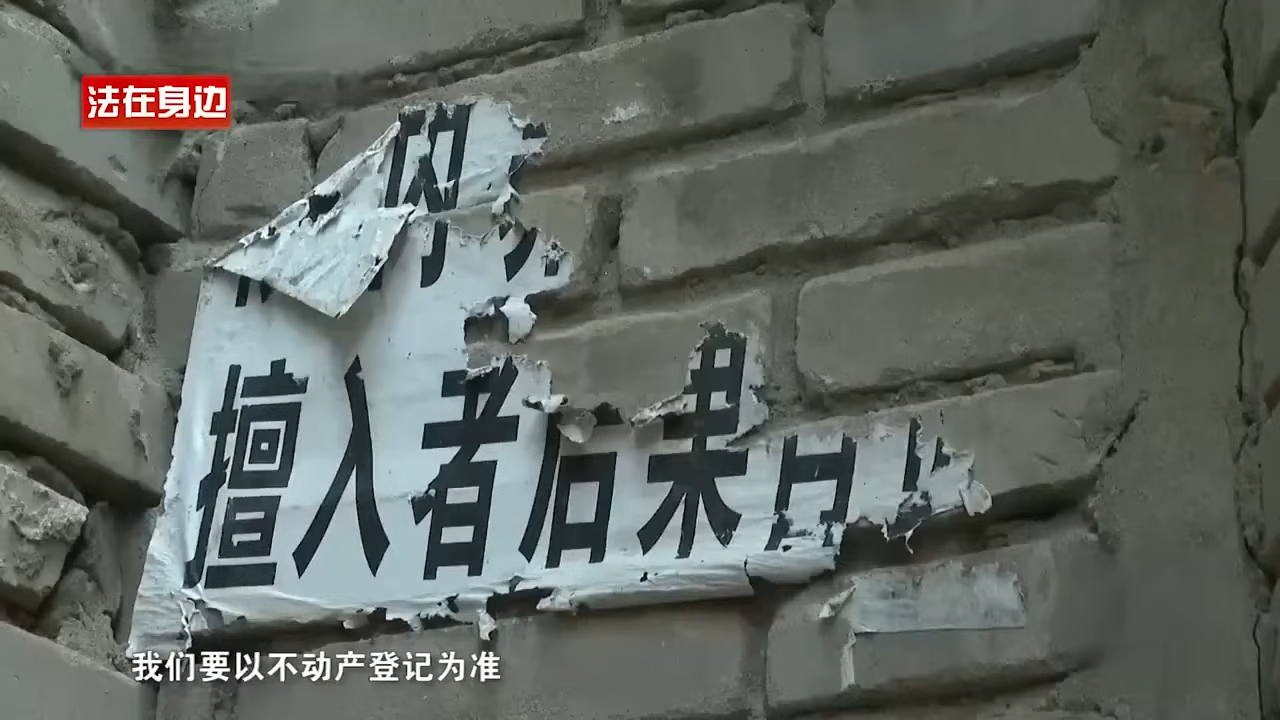 法在身边
内
擅入者后果自
我们要以不动产登记为准